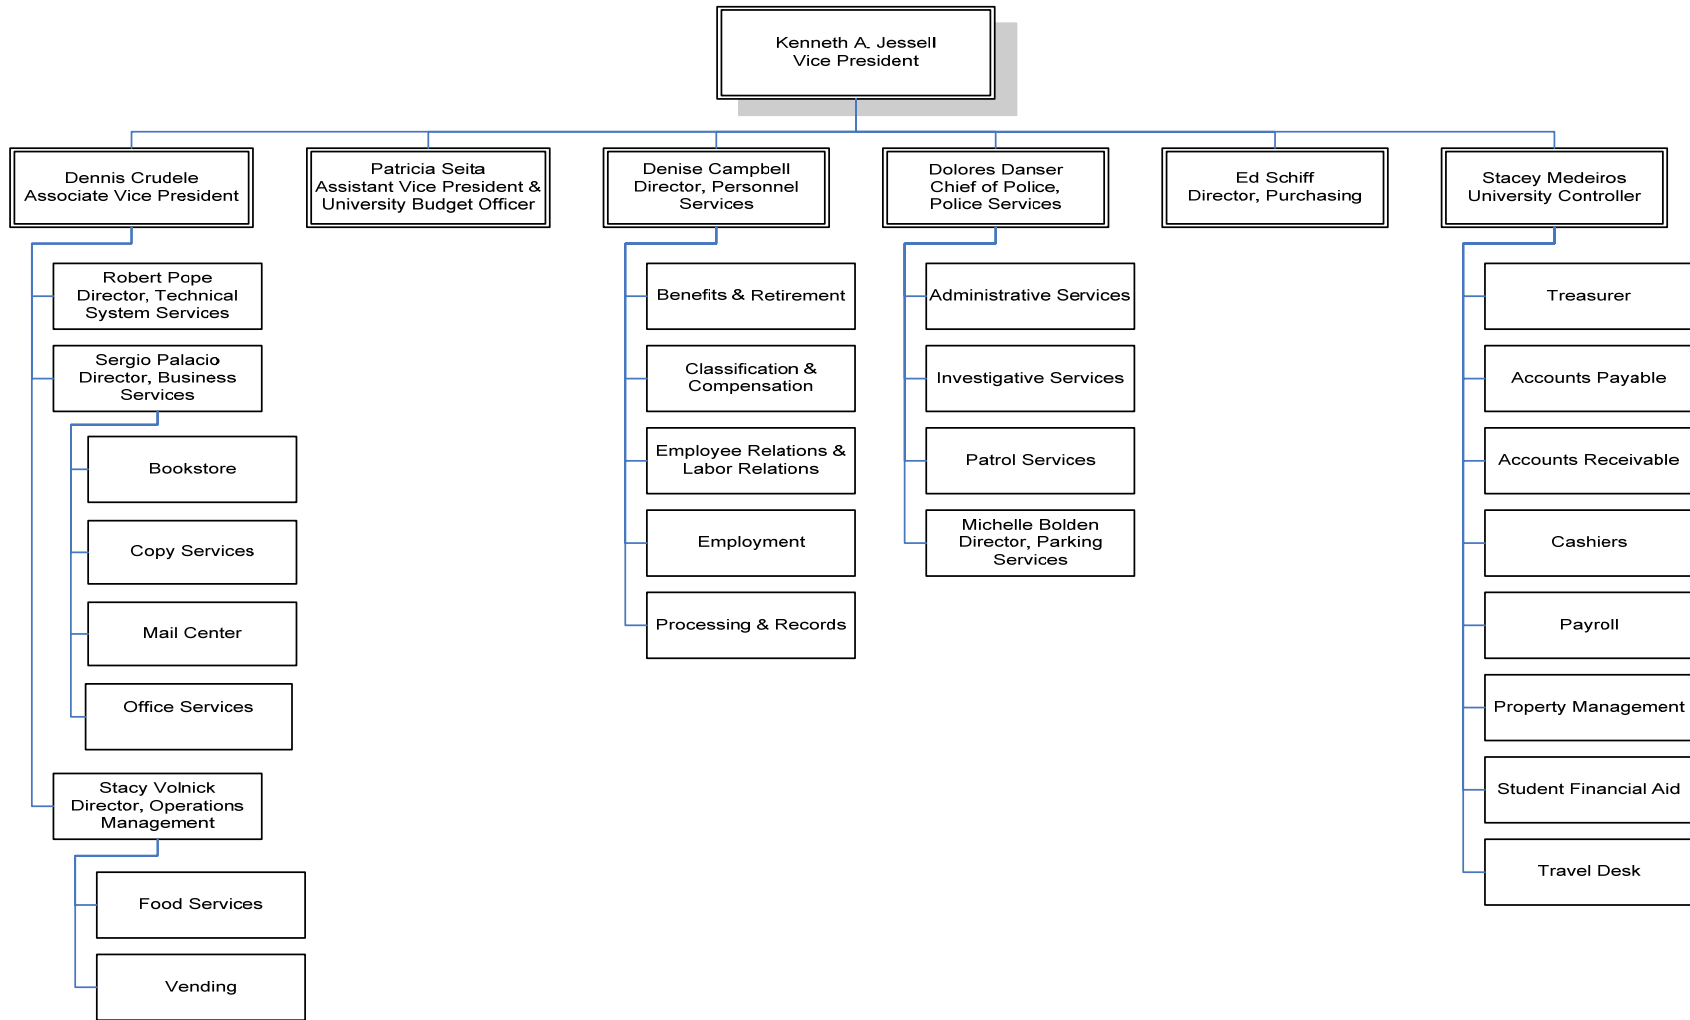 Kenneth A. Jessell
Vice President
Dennis Crudele
Associate Vice President
Patricia Seita
Assistant Vice President &
University Budget Officer
Denise Campbell
Director, Personnel
Services
Dolores Danser
Chief of Police,
Police Services
Ed Schiff
Director, Purchasing
Stacey Medeiros
University Controller
Robert Pope
Director, Technical
System Services
Sergio Palacio
Director, Business
Services
Bookstore
Copy Services
Mail Center
Office Services
Stacy Volnick
Director, Operations
Management
Food Services
Vending
Benefits & Retirement
Classification &
Compensation
Employee Relations &
Labor Relations
Employment
Processing & Records
Administrative Services
Investigative Services
Patrol Services
Michelle Bolden
Director, Parking
Services
Treasurer
Accounts Payable
Accounts Receivable
Cashiers
Payroll
Property Management
Student Financial Aid
Travel Desk